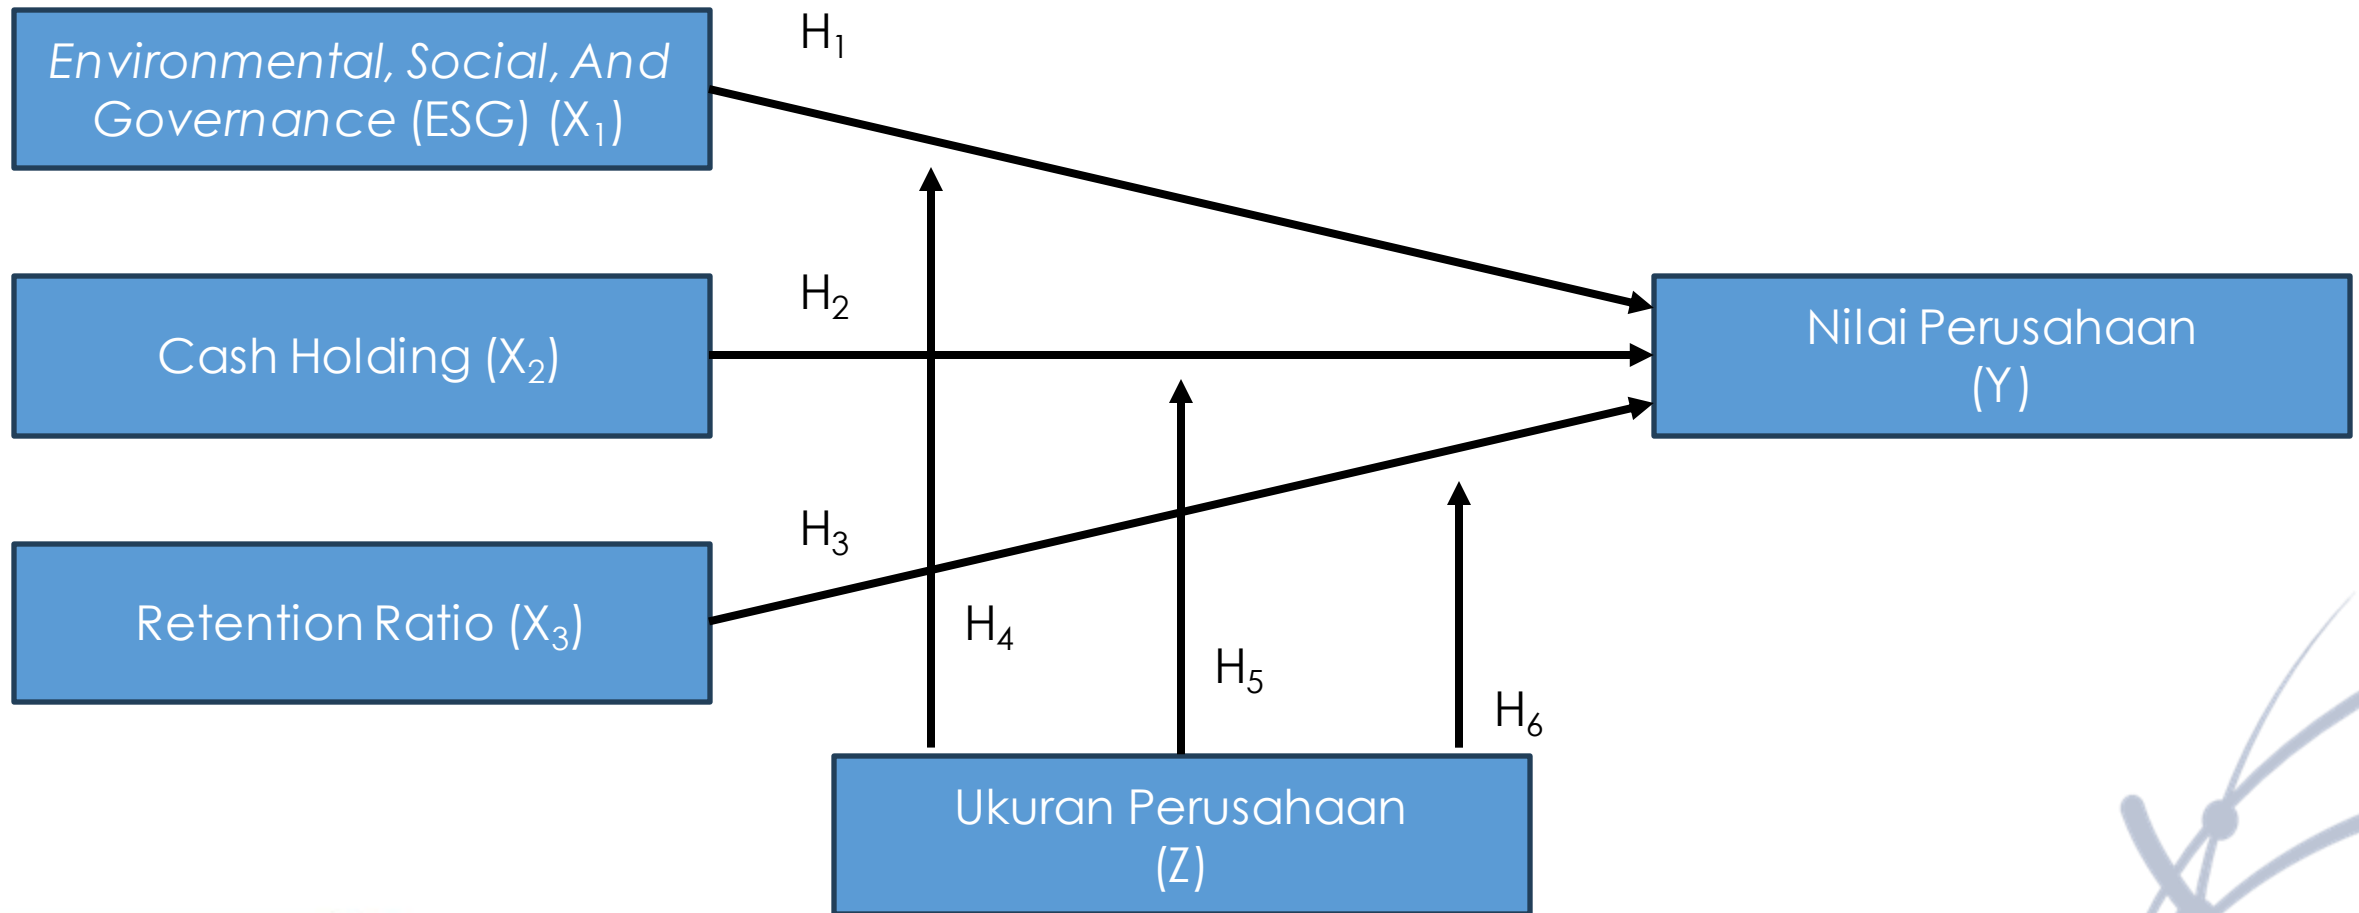 Environmental, Social, And
Governance (ESG) (X₁)
H₁
Cash Holding (X₂)
H₂
Nilai Perusahaan
(Y)
Retention Ratio (X₃)
H₃
H₄
H₅
H₆
Ukuran Perusahaan
(Z)